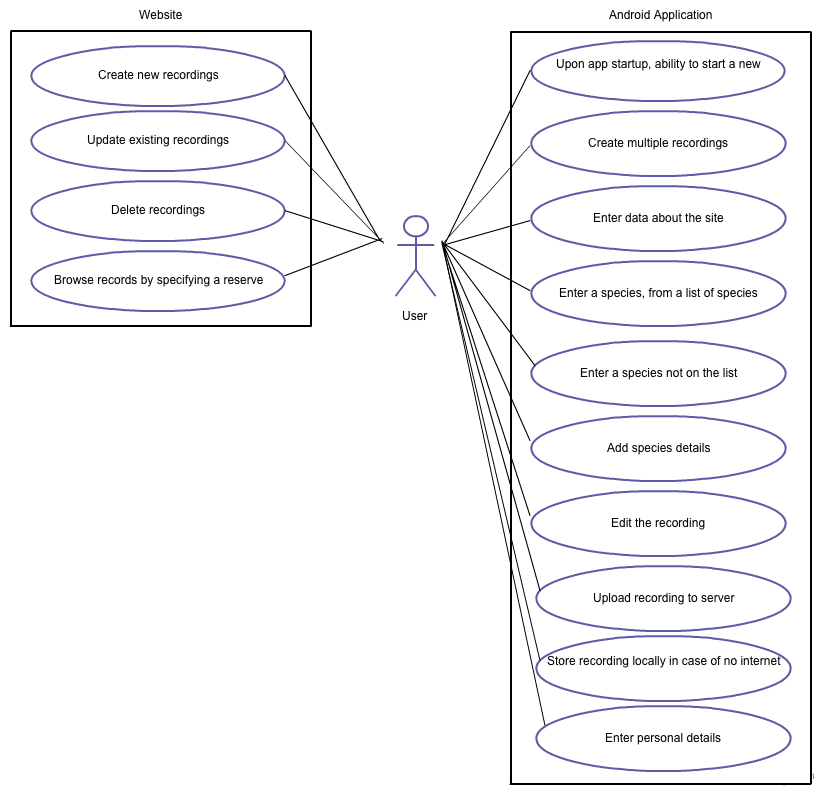 Website
Create new recordings
Update existing recordings
Delete recordings
Browse records by specifying a reserve
User
Android Application
Upon app startup, ability to start a new
Create multiple recordings
Enter data about the site
Enter a species, from a list of species
Enter a species not on the list
Add species details
Edit the recording
Upload recording to server
Store recording locally in case of no internet
Enter personal details